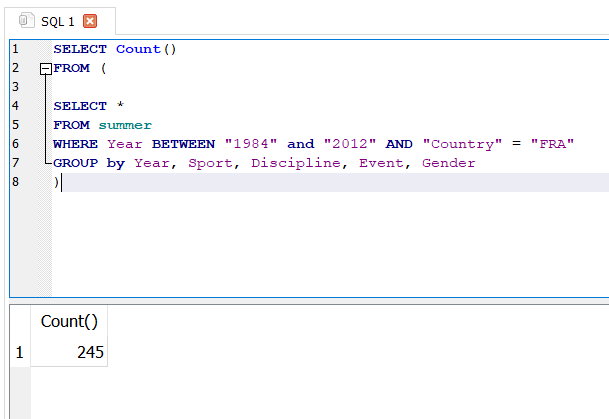 SQL 1
1 SELECT Count()
2 FROM (
3
4 SELECT *
5 FROM summer
6 WHERE Year BETWEEN "1984" and "2012" AND "Country" = "FRA"
7 GROUP by Year, Sport, Discipline, Event, Gender
8 )
Count()
1 245